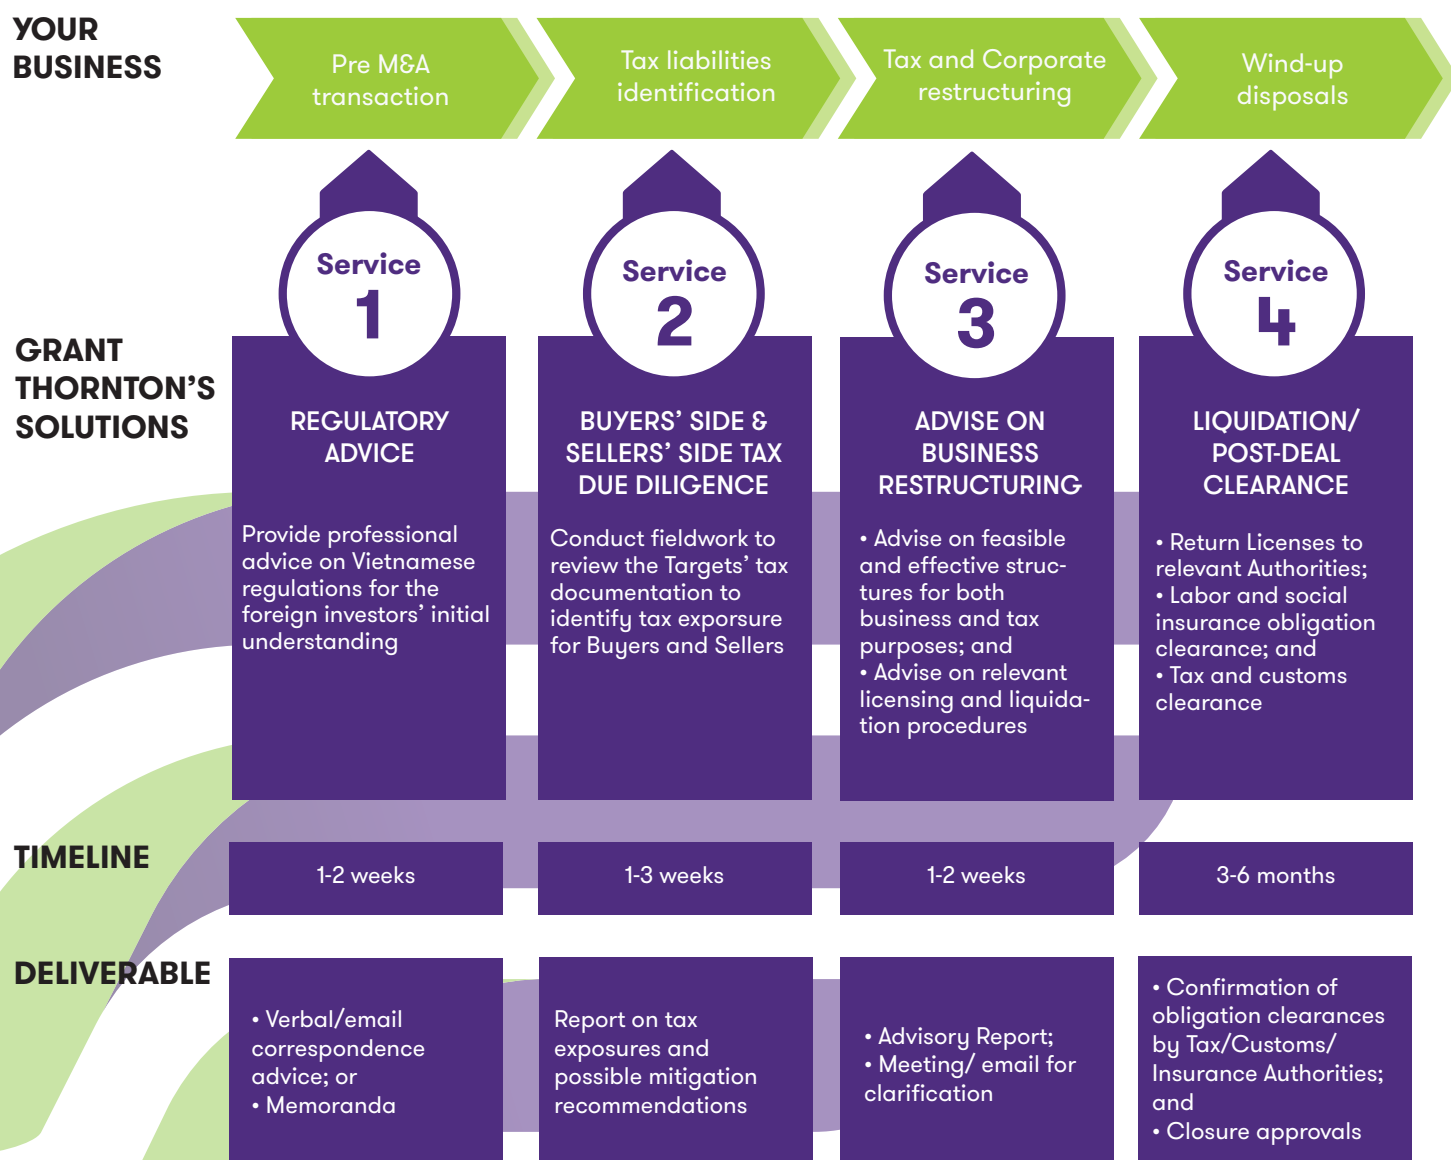 YOUR
BUSINESS
Pre M&A
transaction
Tax liabilities
identification
Tax and Corporate
restructuring
Wind-up
disposals
Service
1
Service
2
Service
3
Service
4
GRANT
THORNTON'S
SOLUTIONS
REGULATORY
ADVICE
Provide professional
advice on Vietnamese
regulations for the
foreign investors' initial
understanding
BUYERS' SIDE &
SELLERS' SIDE TAX
DUE DILIGENCE
Conduct fieldwork to
review the Targets' tax
documentation to
identify tax exporsure
for Buyers and Sellers
ADVISE ON
BUSINESS
RESTRUCTURING
• Advise on feasible
and effective struc-
tures for both
business and tax
purposes; and
• Advise on relevant
licensing and liquida-
tion procedures
LIQUIDATION/
POST-DEAL
CLEARANCE
• Return Licenses to
relevant Authorities;
• Labor and social
insurance obligation
clearance; and
• Tax and customs
clearance
TIMELINE
1-2 weeks
1-3 weeks
1-2 weeks
3-6 months
DELIVERABLE
• Verbal/email
correspondence
advice; or
• Memoranda
Report on tax
exposures and
possible mitigation
recommendations
• Advisory Report;
• Meeting/ email for
clarification
• Confirmation of
obligation clearances
by Tax/Customs/
Insurance Authorities;
and
• Closure approvals